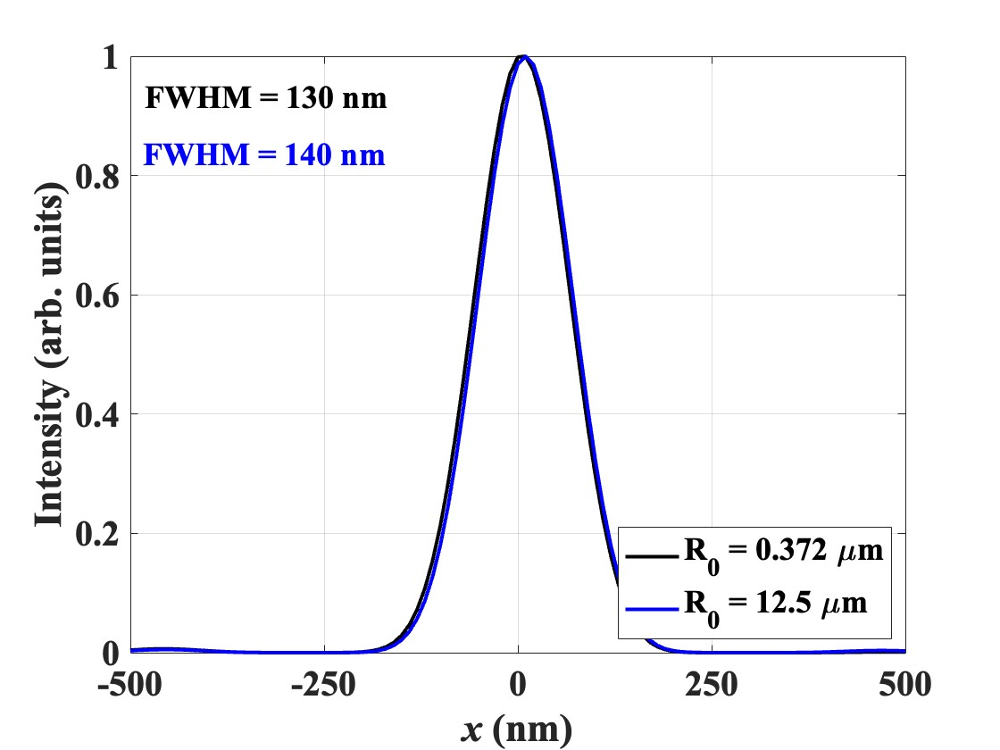 FWHM = 130 nm
FWHM = 140 nm
Intensity (arb. units)
1
0.8
0.6
0.4
0.2
0
R₀ = 0.372 μm
R₀ = 12.5 μm
-500 -250 0 250 500
x (nm)